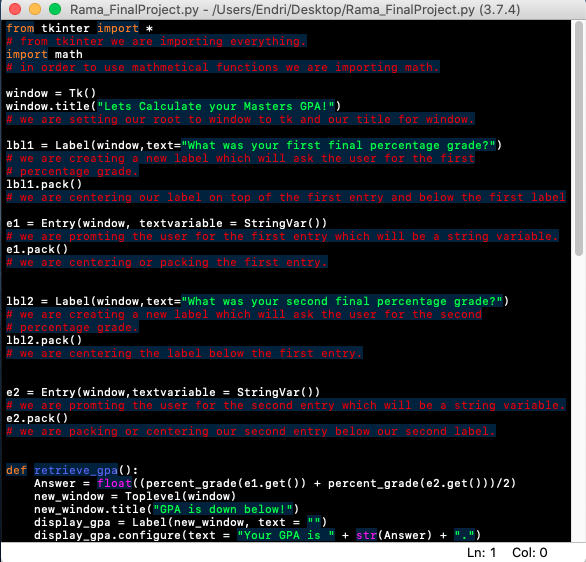 Rama_FinalProject.py - /Users/Endri/Desktop/Rama_FinalProject.py (3.7.4)
from tkinter import *
# from tkinter we are importing everything.
import math
# in order to use mathmetical functions we are importing math.
window = Tk()
window.title("Lets Calculate your Masters GPA!")
# we are setting our root to window to tk and our title for window.
lbl1 = Label(window,text="What was your first final percentage grade?")
# we are creating a new label which will ask the user for the first
# percentage grade.
lbl1.pack()
# we are centering our label on top of the first entry and below the first label
e1 = Entry(window, textvariable = StringVar())
# we are promting the user for the first entry which will be a string variable.
e1.pack()
# we are centering or packing the first entry.
lbl2 = Label(window,text="What was your second final percentage grade?")
# we are creating a new label which will ask the user for the second
# percentage grade.
lbl2.pack()
# we are centering the label below the first entry.
e2 = Entry(window,textvariable = StringVar())
# we are promting the user for the second entry which will be a string variable.
e2.pack()
# we are packing or centering our second entry below our second label.
def retrieve_gpa():
    Answer = float((percent_grade(e1.get()) + percent_grade(e2.get()))/2)
    new_window = Toplevel(window)
    new_window.title("GPA is down below!")
    display_gpa = Label(new_window, text = "")
    display_gpa.configure(text = "Your GPA is " + str(Answer) + ".")
Ln: 1 Col: 0